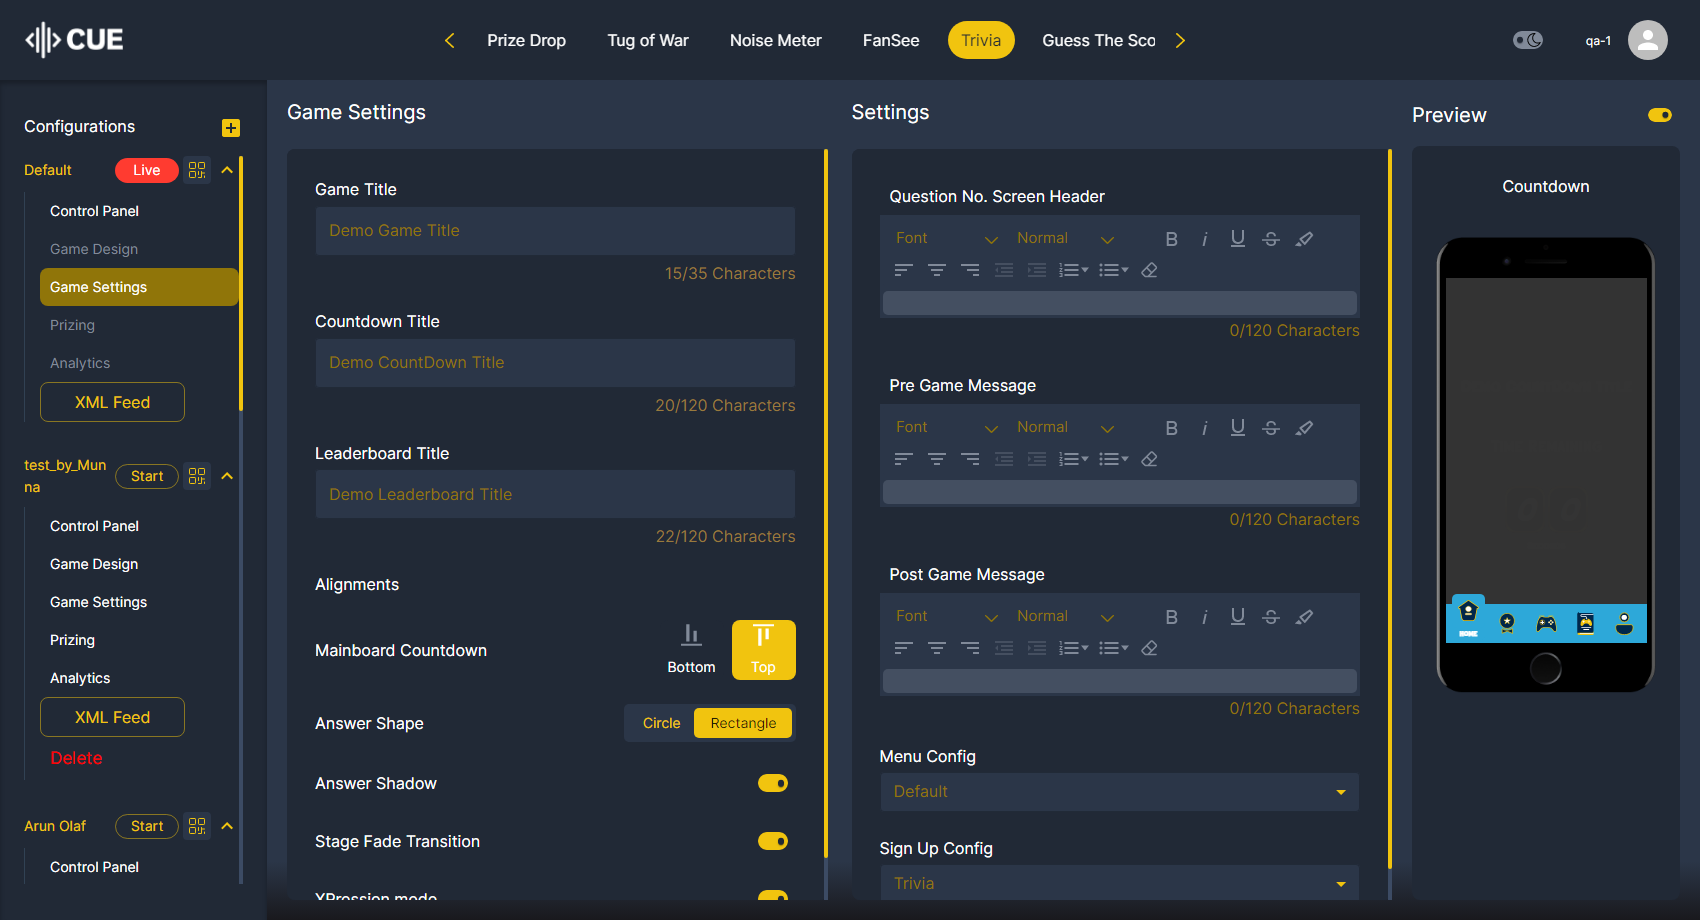 CUE
Prize Drop
Tug of War
Noise Meter
FanSee
Trivia
Guess The Sco
qa-1
Configurations
Default
Live
Control Panel
Game Design
Game Settings
Prizing
Analytics
XML Feed
test_by_Mun
na
Start
Control Panel
Game Design
Game Settings
Prizing
Analytics
XML Feed
Delete
Arun Olaf
Start
Control Panel
Game Settings
Game Title
Demo Game Title
15/35 Characters
Countdown Title
Demo CountDown Title
20/120 Characters
Leaderboard Title
Demo Leaderboard Title
22/120 Characters
Alignments
Mainboard Countdown
Bottom
Top
Answer Shape
Circle
Rectangle
Answer Shadow
Stage Fade Transition
XPression mode
Settings
Question No. Screen Header
Font
Normal
0/120 Characters
Pre Game Message
Font
Normal
0/120 Characters
Post Game Message
Font
Normal
0/120 Characters
Menu Config
Default
Sign Up Config
Trivia
Preview
Countdown
HOME